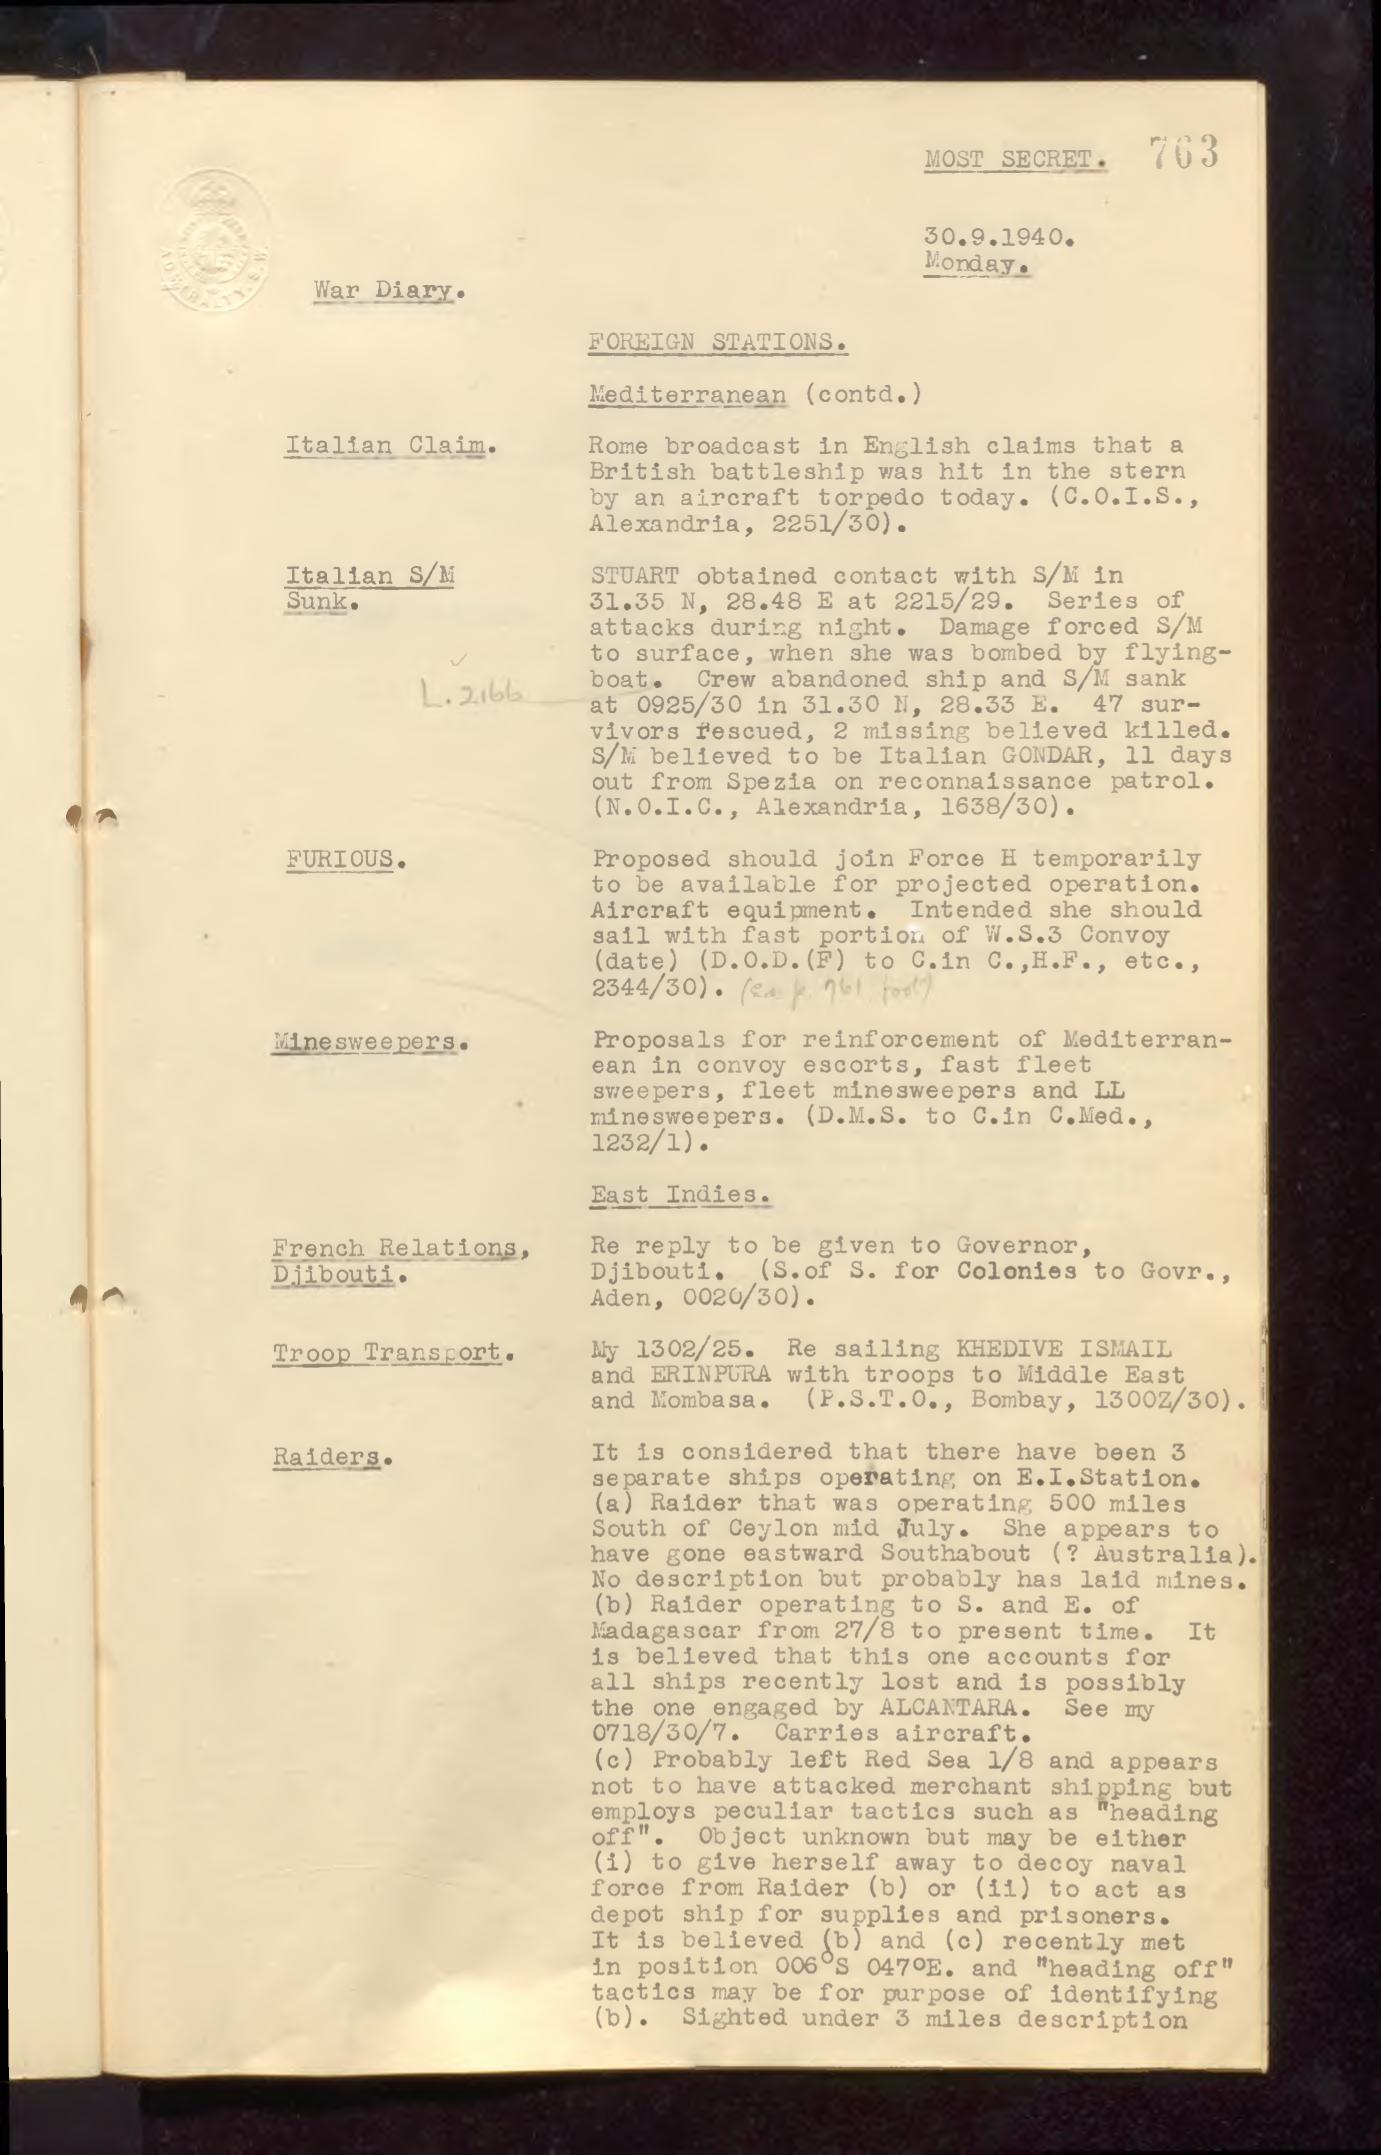 MOST SECRET. 763
30.9.1940.
Monday.
ADMIRALTY.S.W.
War Diary.
FOREIGN STATIONS.
Mediterranean (contd.)
Italian Claim.
Rome broadcast in English claims that a
British battleship was hit in the stern
by an aircraft torpedo today. (C.O.I.S.,
Alexandria, 2251/30).
Italian S/M
Sunk.
L.2166
STUART obtained contact with S/M in
31.35 N, 28.48 E at 2215/29. Series of
attacks during night. Damage forced S/M
to surface, when she was bombed by flying-
boat. Crew abandoned ship and S/M sank
at 0925/30 in 31.30 N, 28.33 E. 47 sur-
vivors rescued, 2 missing believed killed.
S/M believed to be Italian GONDAR, 11 days
out from Spezia on reconnaissance patrol.
(N.O.I.C., Alexandria, 1638/30).
FURIOUS.
Proposed should join Force H temporarily
to be available for projected operation.
Aircraft equipment. Intended she should
sail with fast portion of W.S.3 Convoy
(date) (D.O.D.(F) to C.in C.,H.F., etc.,
2344/30). (See p. 761 foot)
Minesweepers.
Proposals for reinforcement of Mediterran-
ean in convoy escorts, fast fleet
sweepers, fleet minesweepers and LL
minesweepers. (D.M.S. to C.in C.Med.,
1232/1).
East Indies.
French Relations,
Djibouti.
Re reply to be given to Governor,
Djibouti. (S.of S. for Colonies to Govr.,
Aden, 0020/30).
Troop Transport.
My 1302/25. Re sailing KHEDIVE ISMAIL
and ERINPURA with troops to Middle East
and Mombasa. (P.S.T.O., Bombay, 1300Z/30).
Raiders.
It is considered that there have been 3
separate ships operating on E.I.Station.
(a) Raider that was operating 500 miles
South of Ceylon mid July. She appears to
have gone eastward Southabout (? Australia).
No description but probably has laid mines.
(b) Raider operating to S. and E. of
Madagascar from 27/8 to present time. It
is believed that this one accounts for
all ships recently lost and is possibly
the one engaged by ALCANTARA. See my
0718/30/7. Carries aircraft.
(c) Probably left Red Sea 1/8 and appears
not to have attacked merchant shipping but
employs peculiar tactics such as "heading
off". Object unknown but may be either
(i) to give herself away to decoy naval
force from Raider (b) or (ii) to act as
depot ship for supplies and prisoners.
It is believed (b) and (c) recently met
in position 006°S 047°E. and "heading off"
tactics may be for purpose of identifying
(b). Sighted under 3 miles description